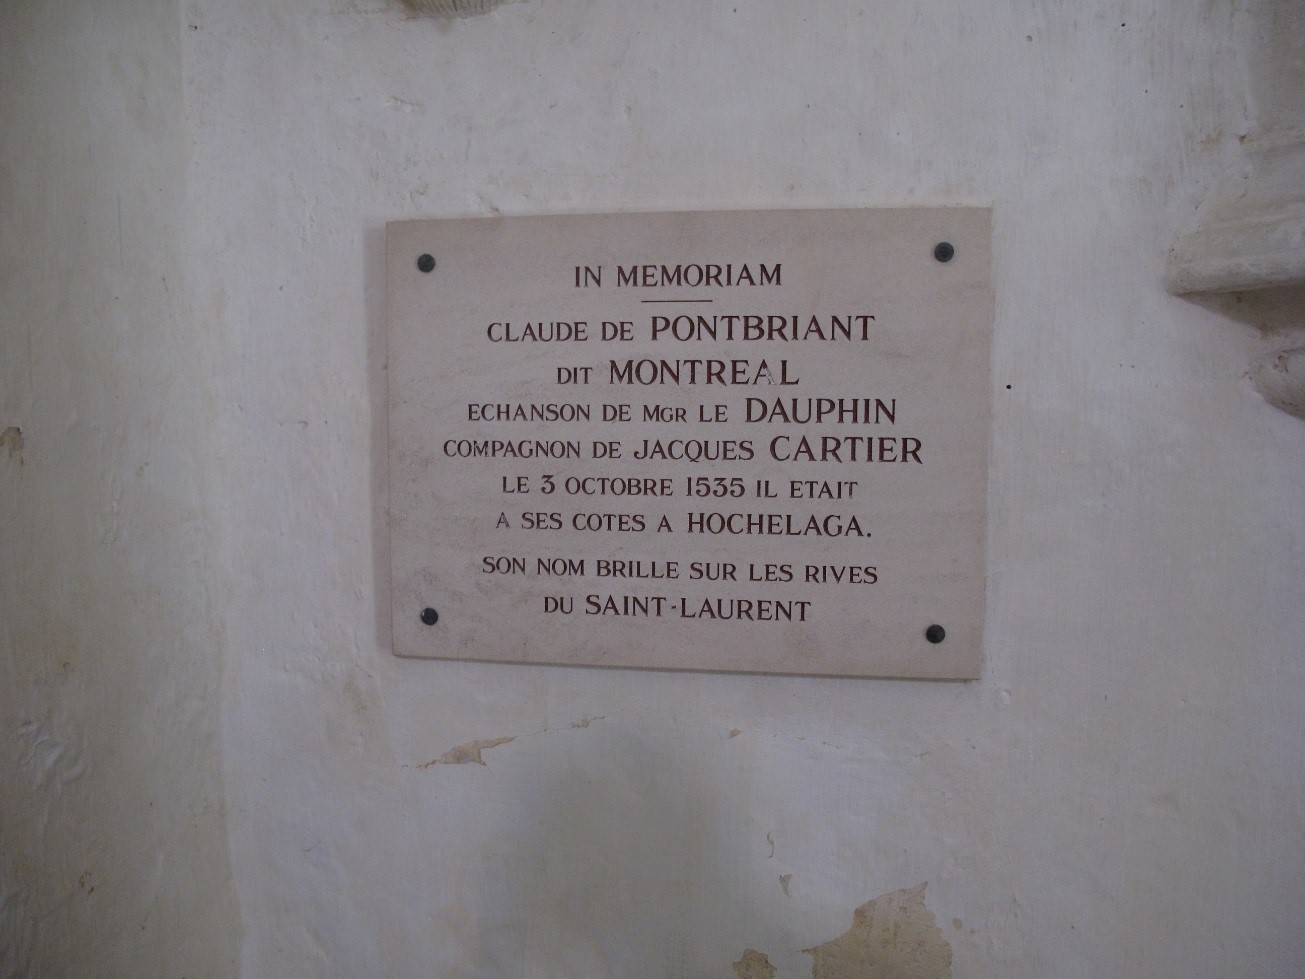 IN MEMORIAM
CLAUDE DE PONTBRIANT
DIT MONTREAL
ECHANSON DE MGR LE DAUPHIN
COMPAGNON DE JACQUES CARTIER
LE 3 OCTOBRE 1535 IL ETAIT
A SES COTES A HOCHELAGA.
SON NOM BRILLE SUR LES RIVES
DU SAINT-LAURENT